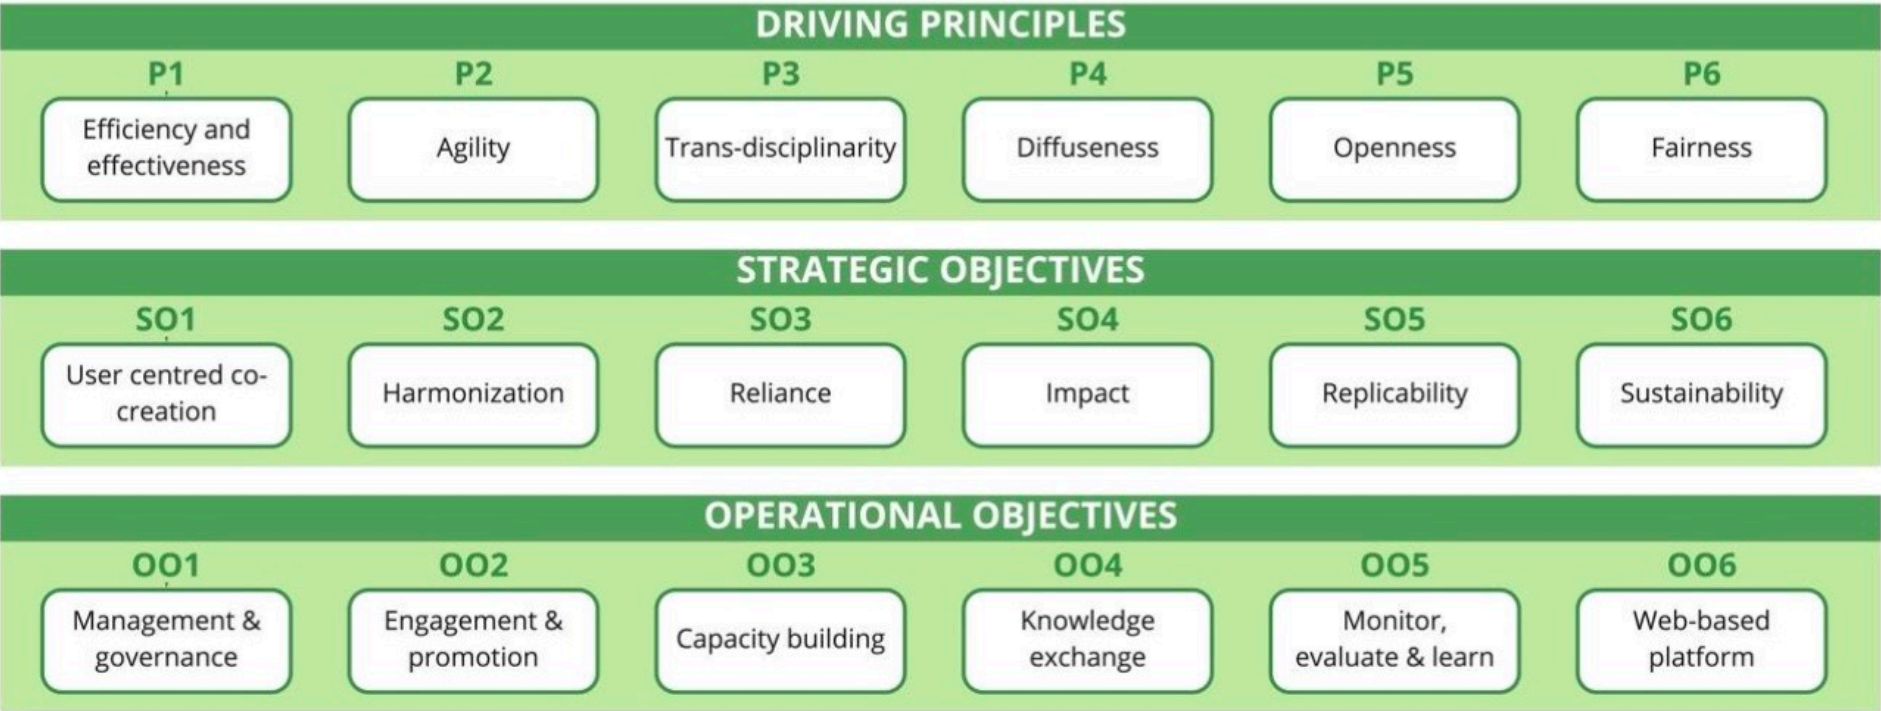 DRIVING PRINCIPLES
P1
P2
P3
P4
P5
P6
Efficiency and
effectiveness
Agility
Trans-disciplinarity
Diffuseness
Openness
Fairness
STRATEGIC OBJECTIVES
SO1
SO2
SO3
SO4
SO5
SO6
User centred co-
creation
Harmonization
Reliance
Impact
Replicability
Sustainability
OPERATIONAL OBJECTIVES
OO1
OO2
OO3
OO4
OO5
OO6
Management &
governance
Engagement &
promotion
Capacity building
Knowledge
exchange
Monitor,
evaluate & learn
Web-based
platform